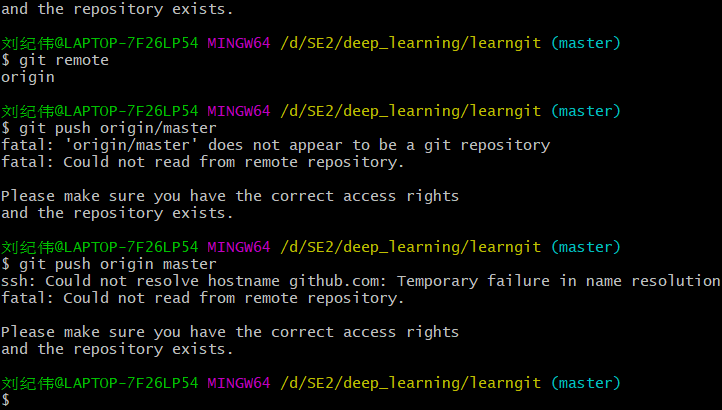 and the repository exists.
刘纪伟@LAPTOP-7F26LP54 MINGW64 /d/SE2/deep_learning/learngit (master)
$ git remote
origin
刘纪伟@LAPTOP-7F26LP54 MINGW64 /d/SE2/deep_learning/learngit (master)
$ git push origin/master
fatal: 'origin/master' does not appear to be a git repository
fatal: Could not read from remote repository.
Please make sure you have the correct access rights
and the repository exists.
刘纪伟@LAPTOP-7F26LP54 MINGW64 /d/SE2/deep_learning/learngit (master)
$ git push origin master
ssh: Could not resolve hostname github.com: Temporary failure in name resolution
fatal: Could not read from remote repository.
Please make sure you have the correct access rights
and the repository exists.
刘纪伟@LAPTOP-7F26LP54 MINGW64 /d/SE2/deep_learning/learngit (master)
$